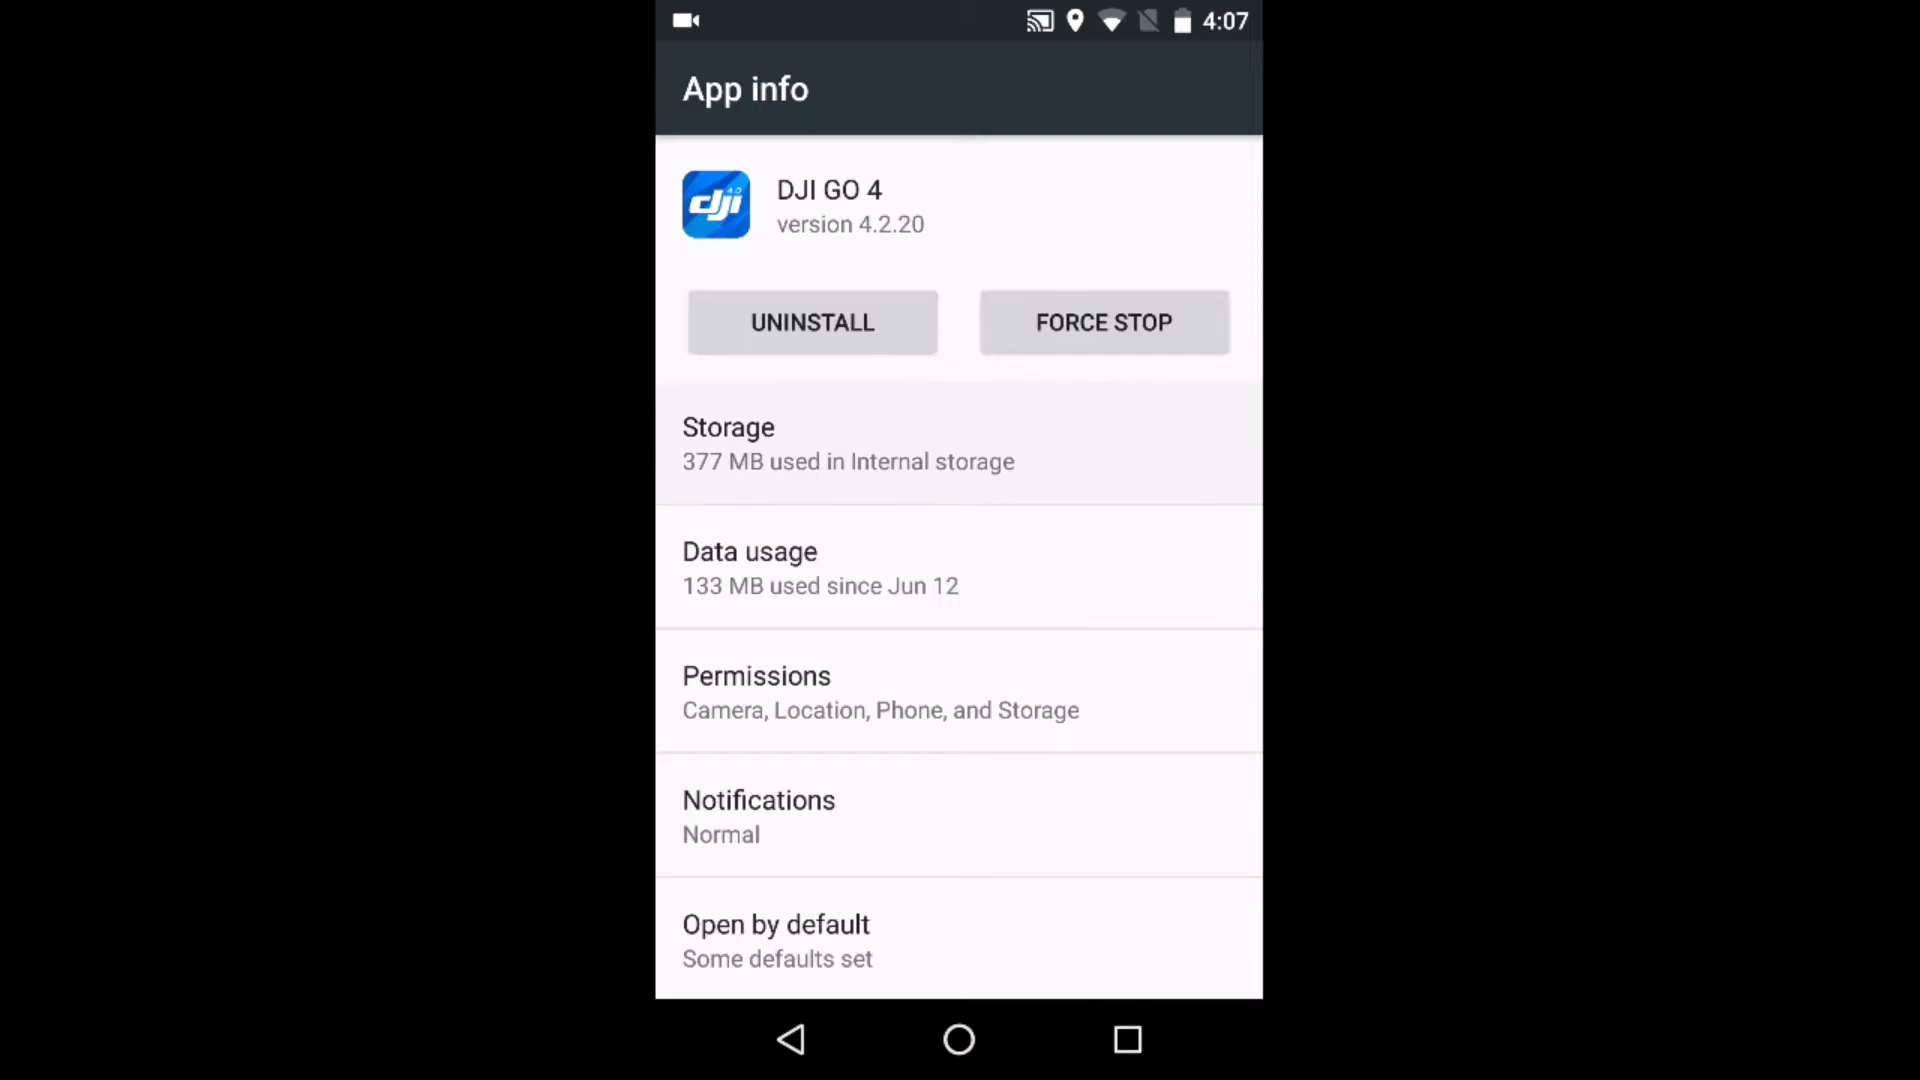 4:07
App info
dji 4.0
DJI GO 4
version 4.2.20
UNINSTALL
FORCE STOP
Storage
377 MB used in Internal storage
Data usage
133 MB used since Jun 12
Permissions
Camera, Location, Phone, and Storage
Notifications
Normal
Open by default
Some defaults set